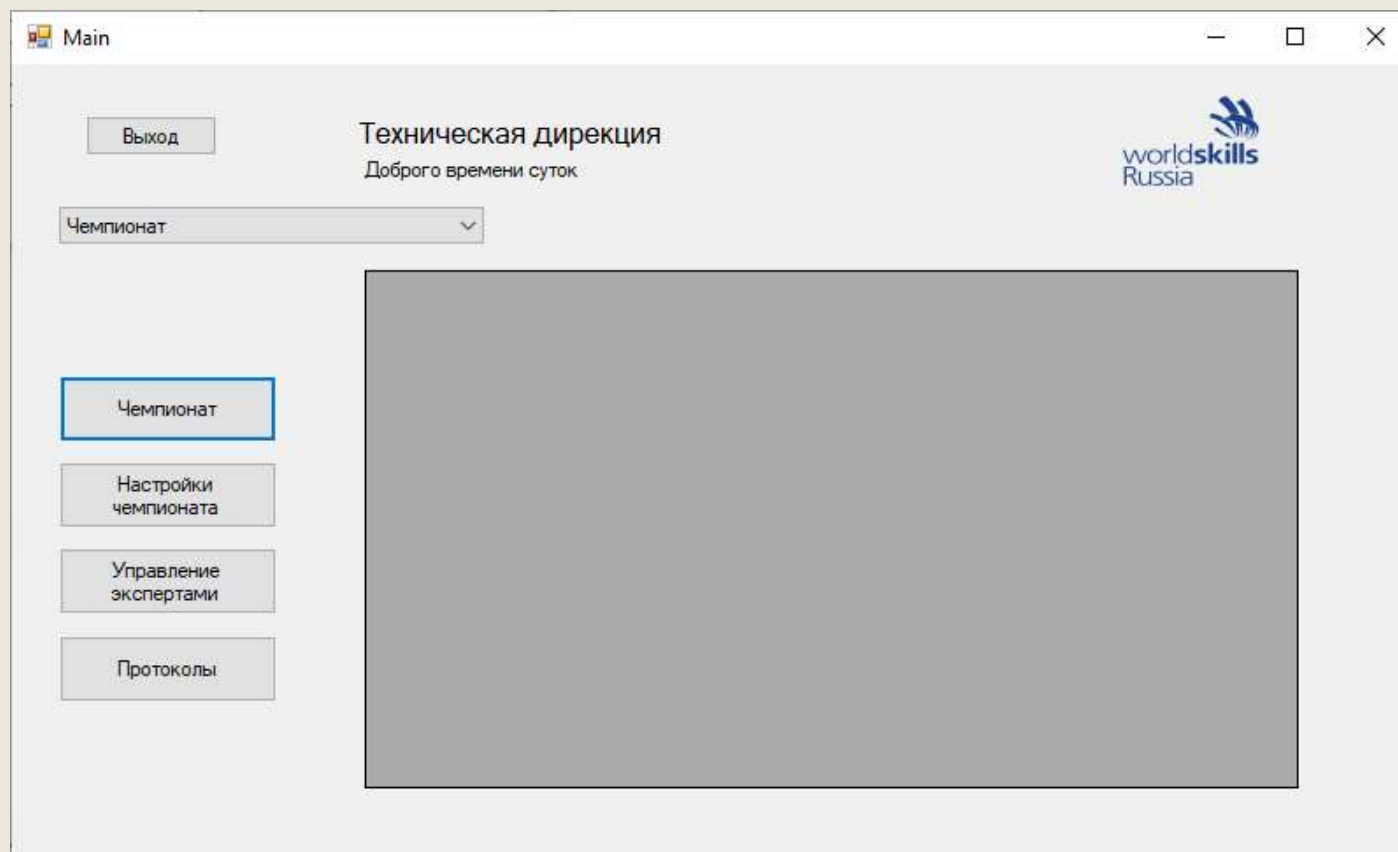 Main
Выход
Техническая дирекция
Доброго времени суток
worldskills
Russia
Чемпионат
Чемпионат
Настройки
чемпионата
Управление
экспертами
Протоколы